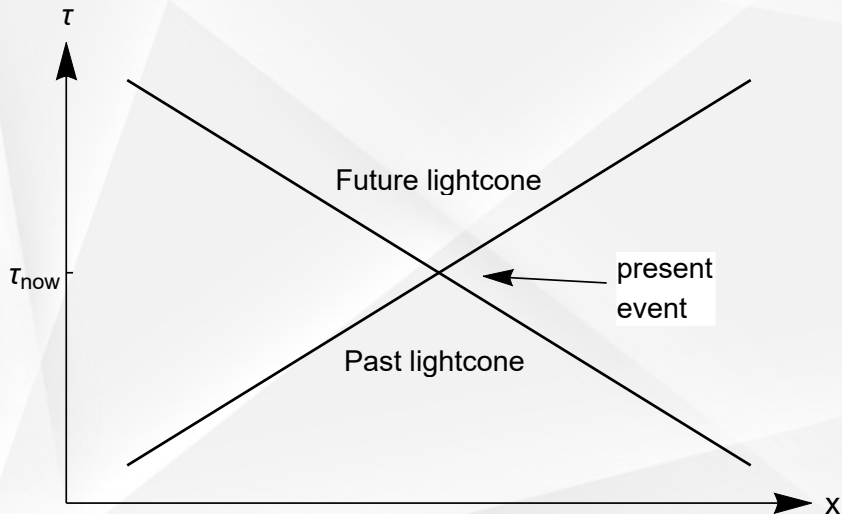 τ
Future lightcone
τnow
present
event
Past lightcone
x